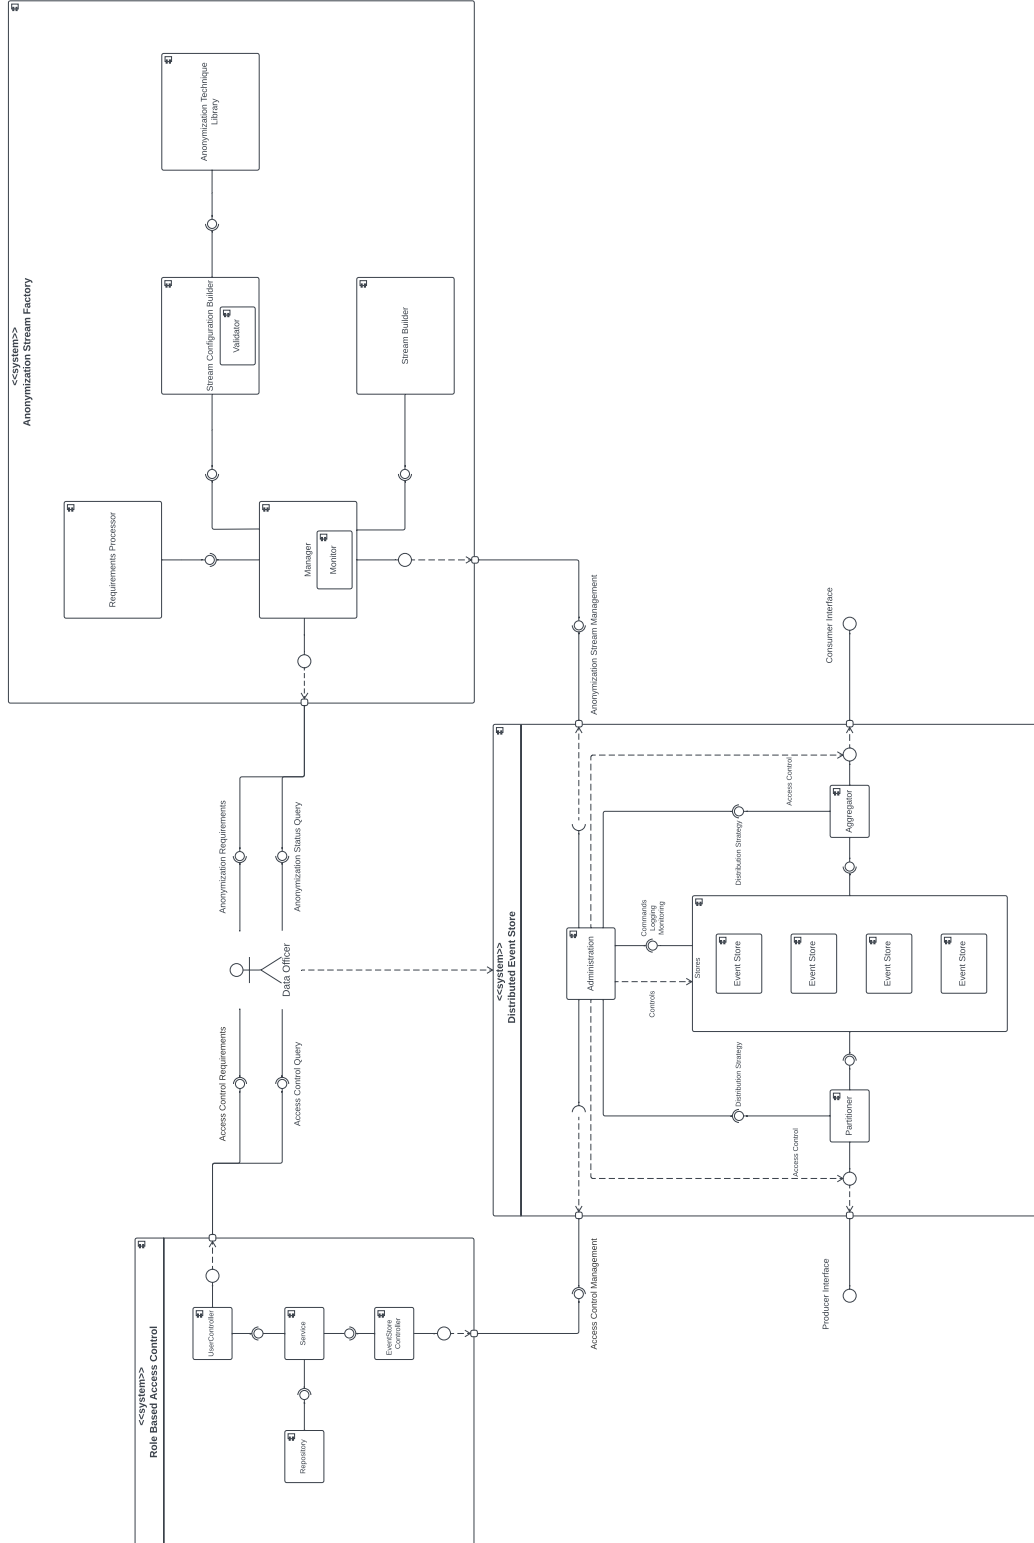 <<system>>
Role Based Access Control
UserController
Service
EventStore
Controller
Repository
Access Control Requirements
Access Control Query
Data Officer
Anonymization Requirements
Anonymization Status Query
<<system>>
Anonymization Stream Factory
Requirements Processor
Manager
Monitor
Stream Configuration Builder
Validator
Stream Builder
Anonymization Technique
Library
Access Control Management
Anonymization Stream Management
<<system>>
Distributed Event Store
Administration
Controls
Commands
Logging
Monitoring
Access Control
Distribution Strategy
Distribution Strategy
Access Control
Stores
Event Store
Event Store
Event Store
Event Store
Partitioner
Aggregator
Producer Interface
Consumer Interface